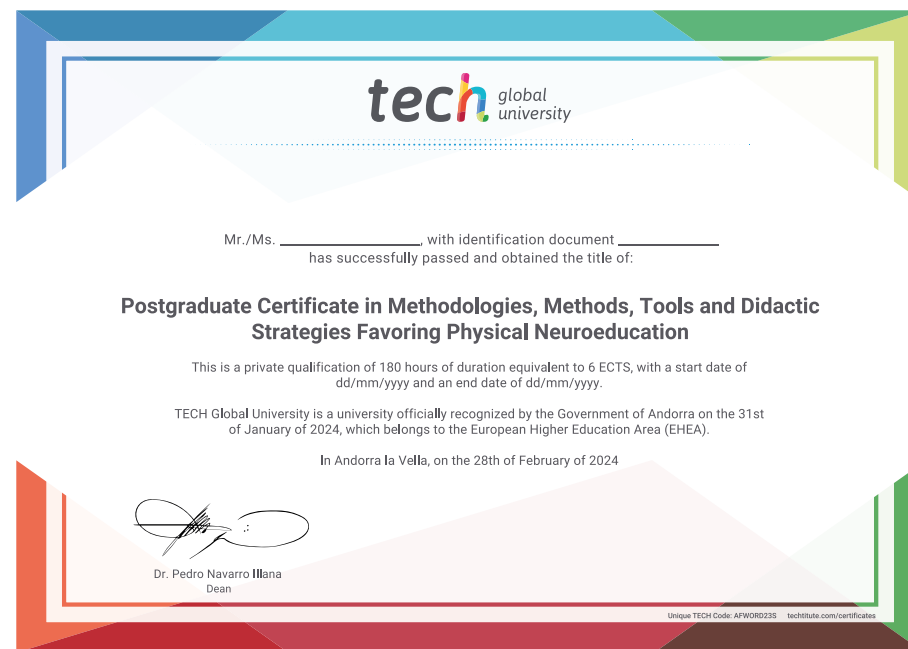 tech global
university
Mr./Ms. ____________________, with identification document ______________
has successfully passed and obtained the title of:
Postgraduate Certificate in Methodologies, Methods, Tools and Didactic
Strategies Favoring Physical Neuroeducation
This is a private qualification of 180 hours of duration equivalent to 6 ECTS, with a start date of
dd/mm/yyyy and an end date of dd/mm/yyyy.
TECH Global University is a university officially recognized by the Government of Andorra on the 31st
of January of 2024, which belongs to the European Higher Education Area (EHEA).
In Andorra la Vella, on the 28th of February of 2024
Dr. Pedro Navarro Illana
Dean
Unique TECH Code: AFWORD23S techtitute.com/certificates